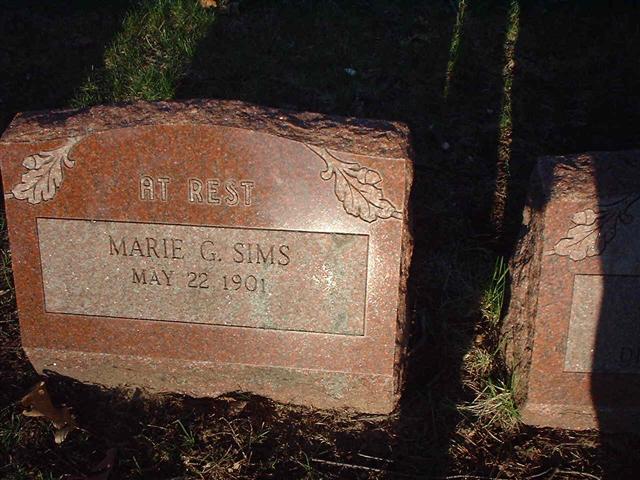 AT REST
MARIE G. SIMS
MAY 22 1901